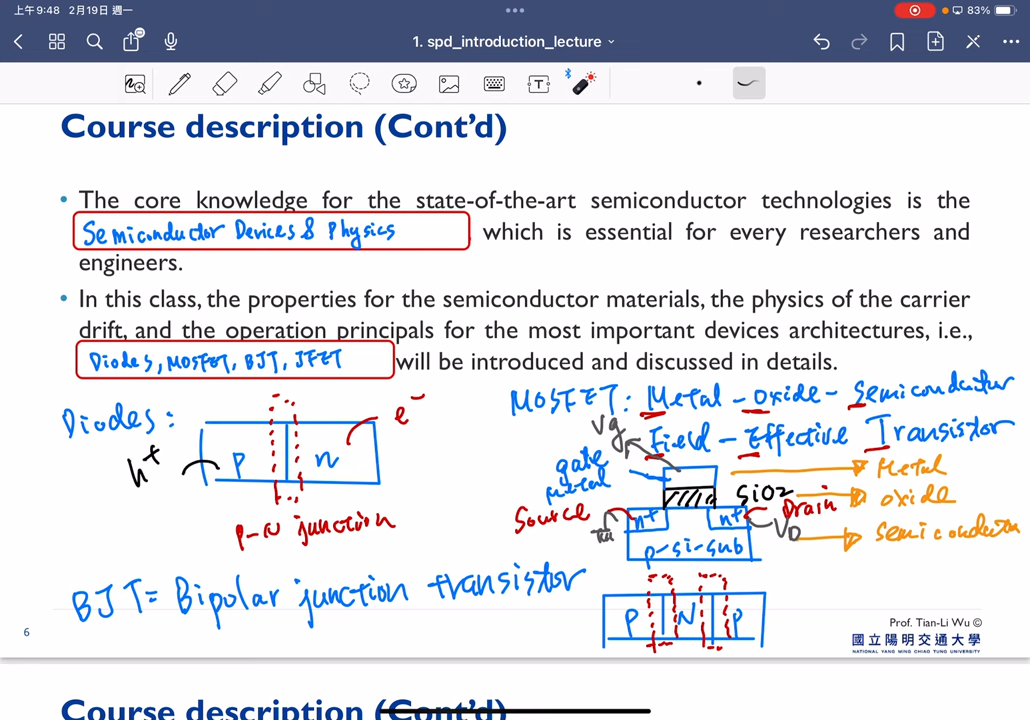 上午9:48 2月19日 週一
83%
1. spd_introduction_lecture
Course description (Cont'd)
• The core knowledge for the state-of-the-art semiconductor technologies is the
Semiconductor Devices & Physics, which is essential for every researchers and
engineers.
• In this class, the properties for the semiconductor materials, the physics of the carrier
drift, and the operation principals for the most important devices architectures, i.e.,
Diodes, MOSFET, BJT, JFET will be introduced and discussed in details.
Diodes:
h+
P
n
e-
P-N junction
MOSFET: Metal-Oxide-Semiconductor
Field-Effective Transistor
Vg
gate
metal
Metal
SiO2
oxide
Source
n+
n+
Drain
VD
semiconductor
p-si-sub
BJT= Bipolar junction transistor
P
N
P
6
Prof. Tian-Li Wu ©
國立陽明交通大學
NATIONAL YANG MING CHIAO TUNG UNIVERSITY
Course description (Cont'd)